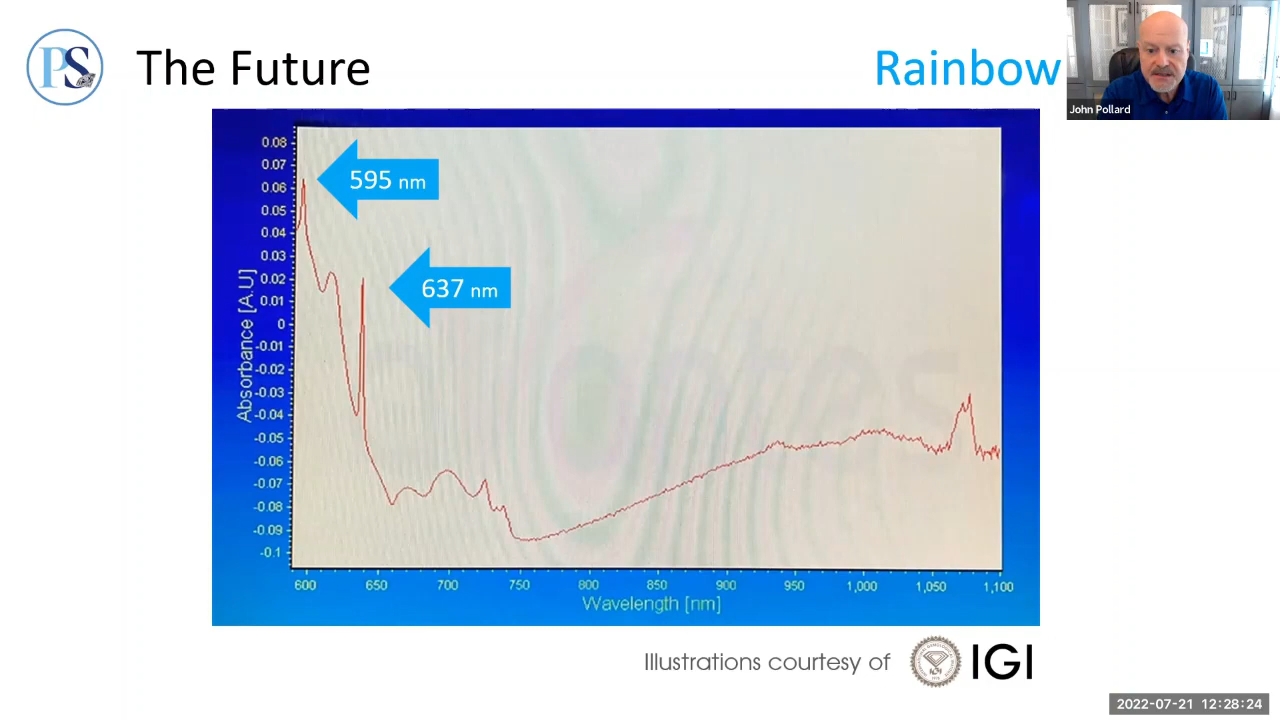 PS
The Future
Rainbow
John Pollard
0.08
0.07
0.06
0.05
0.04
0.03
0.02
0.01
0
-0.01
-0.02
-0.03
-0.04
-0.05
-0.06
-0.07
-0.08
-0.09
-0.1
Absorbance [A.U]
595 nm
637 nm
600 650 700 750 800 850 900 950 1,000 1,050 1,100
Wavelength [nm]
Illustrations courtesy of IGI
2022-07-21 12:28:24